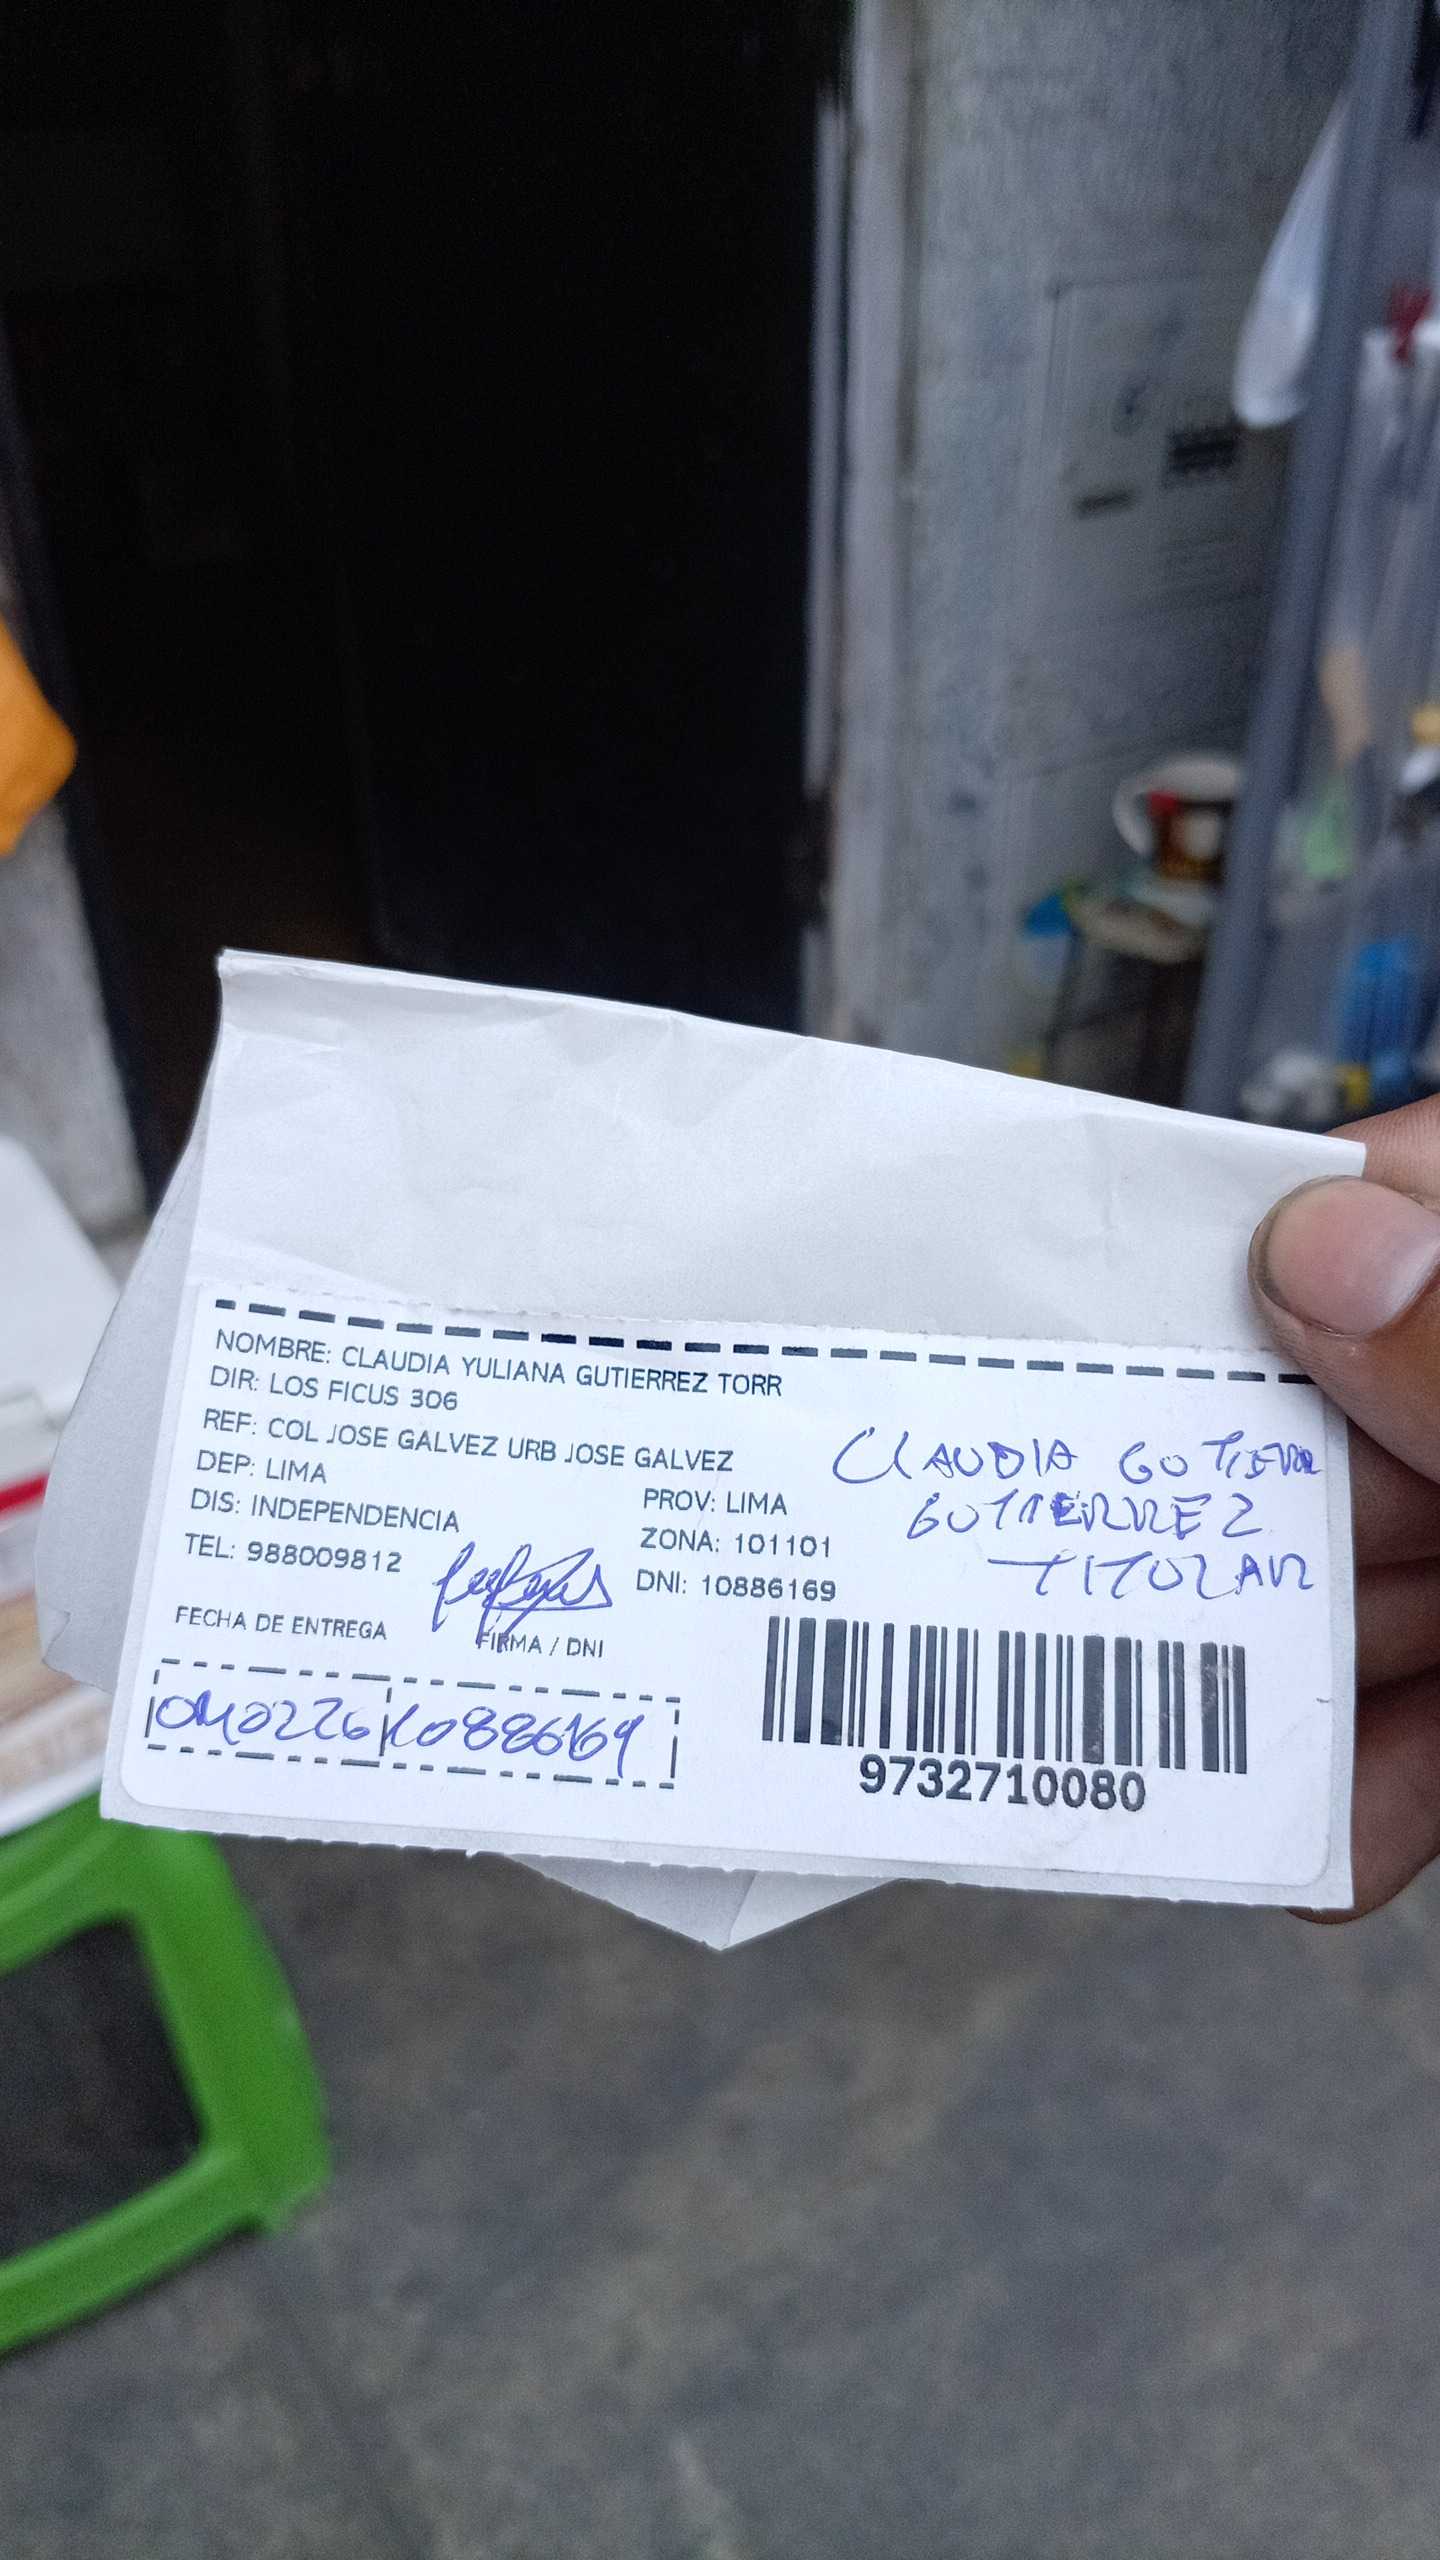 NOMBRE: CLAUDIA YULIANA GUTIERREZ TORR
DIR: LOS FICUS 306
REF: COL JOSE GALVEZ URB JOSE GALVEZ
DEP: LIMA
PROV: LIMA
DIS: INDEPENDENCIA
ZONA: 101101
TEL: 988009812
DNI: 10886169
CLAUDIA
GUTIERREZ
TITULAR
FECHA DE ENTREGA
FIRMA / DNI
10886169
9732710080